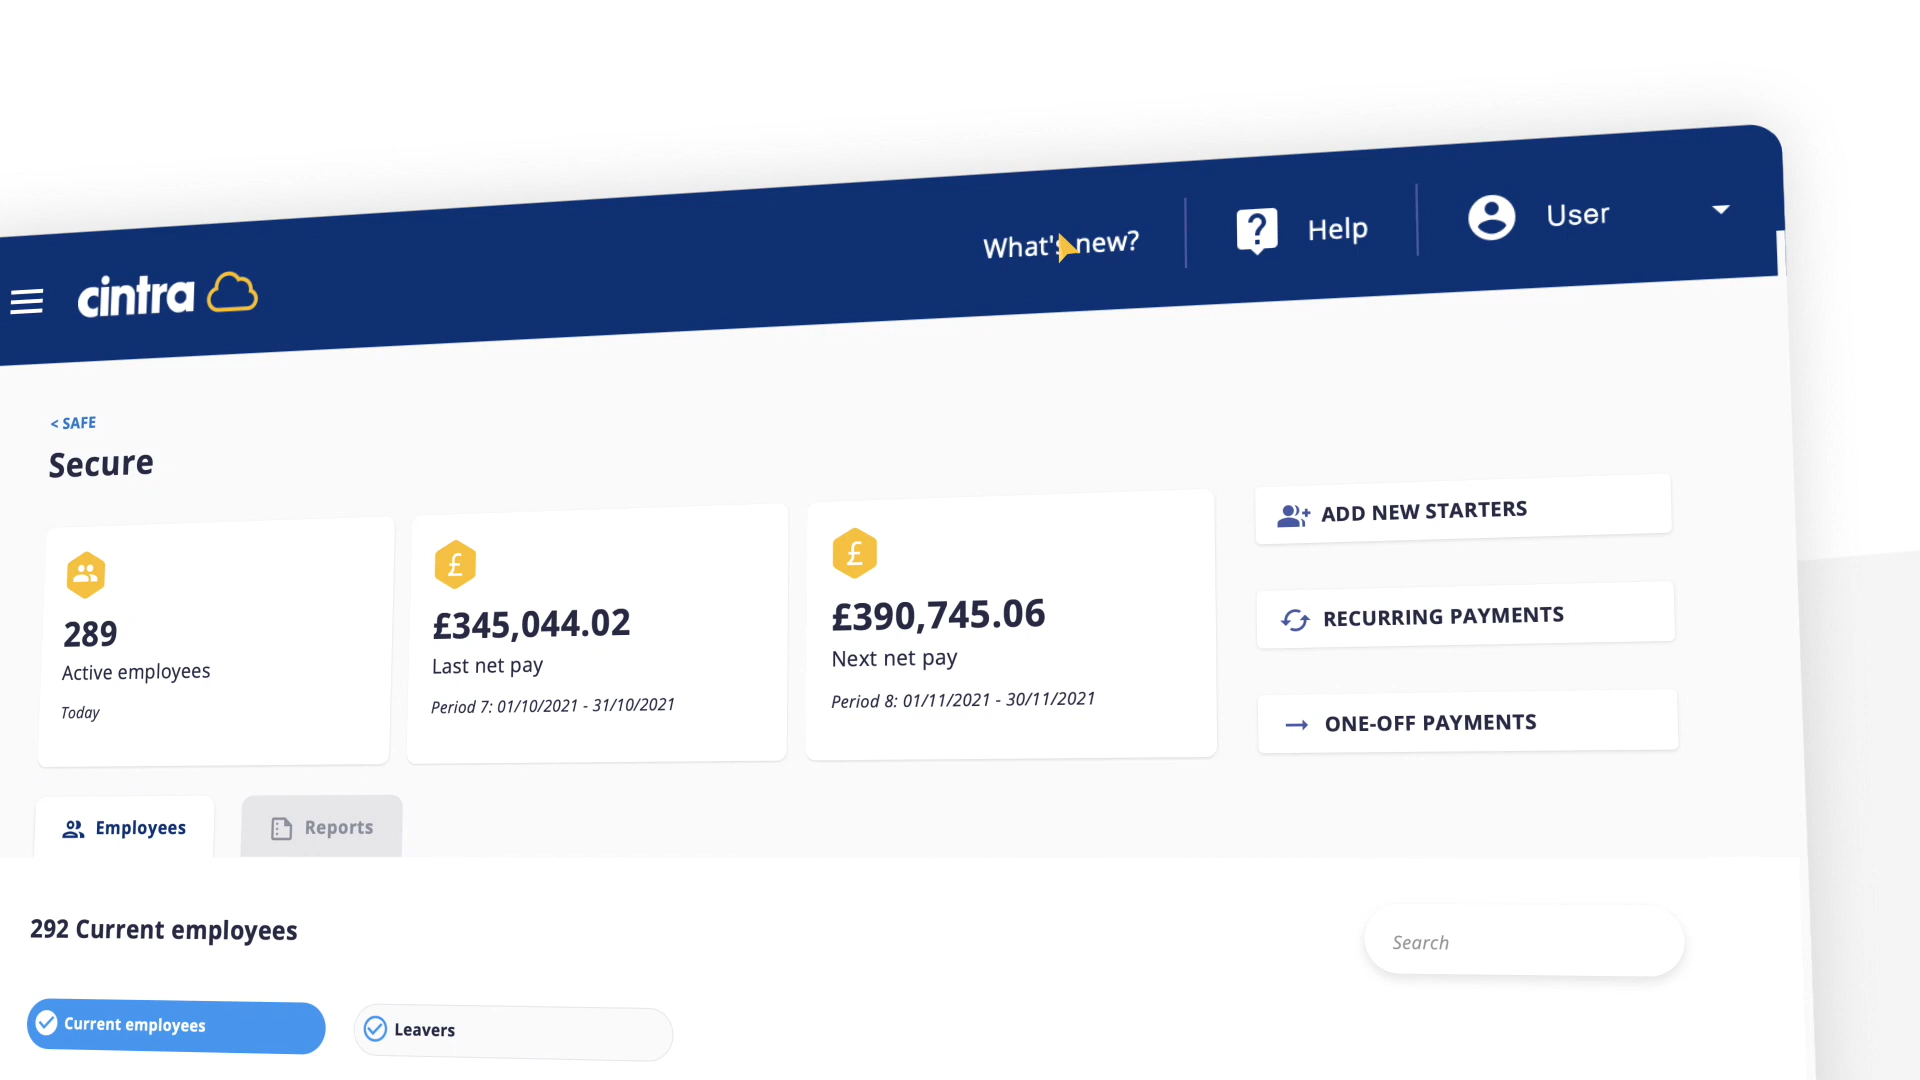 cintra
What's new?
Help
User
< SAFE
Secure
289
Active employees
Today
£
£345,044.02
Last net pay
Period 7: 01/10/2021 - 31/10/2021
£
£390,745.06
Next net pay
Period 8: 01/11/2021 - 30/11/2021
ADD NEW STARTERS
RECURRING PAYMENTS
ONE-OFF PAYMENTS
Employees
Reports
292 Current employees
Search
Current employees
Leavers